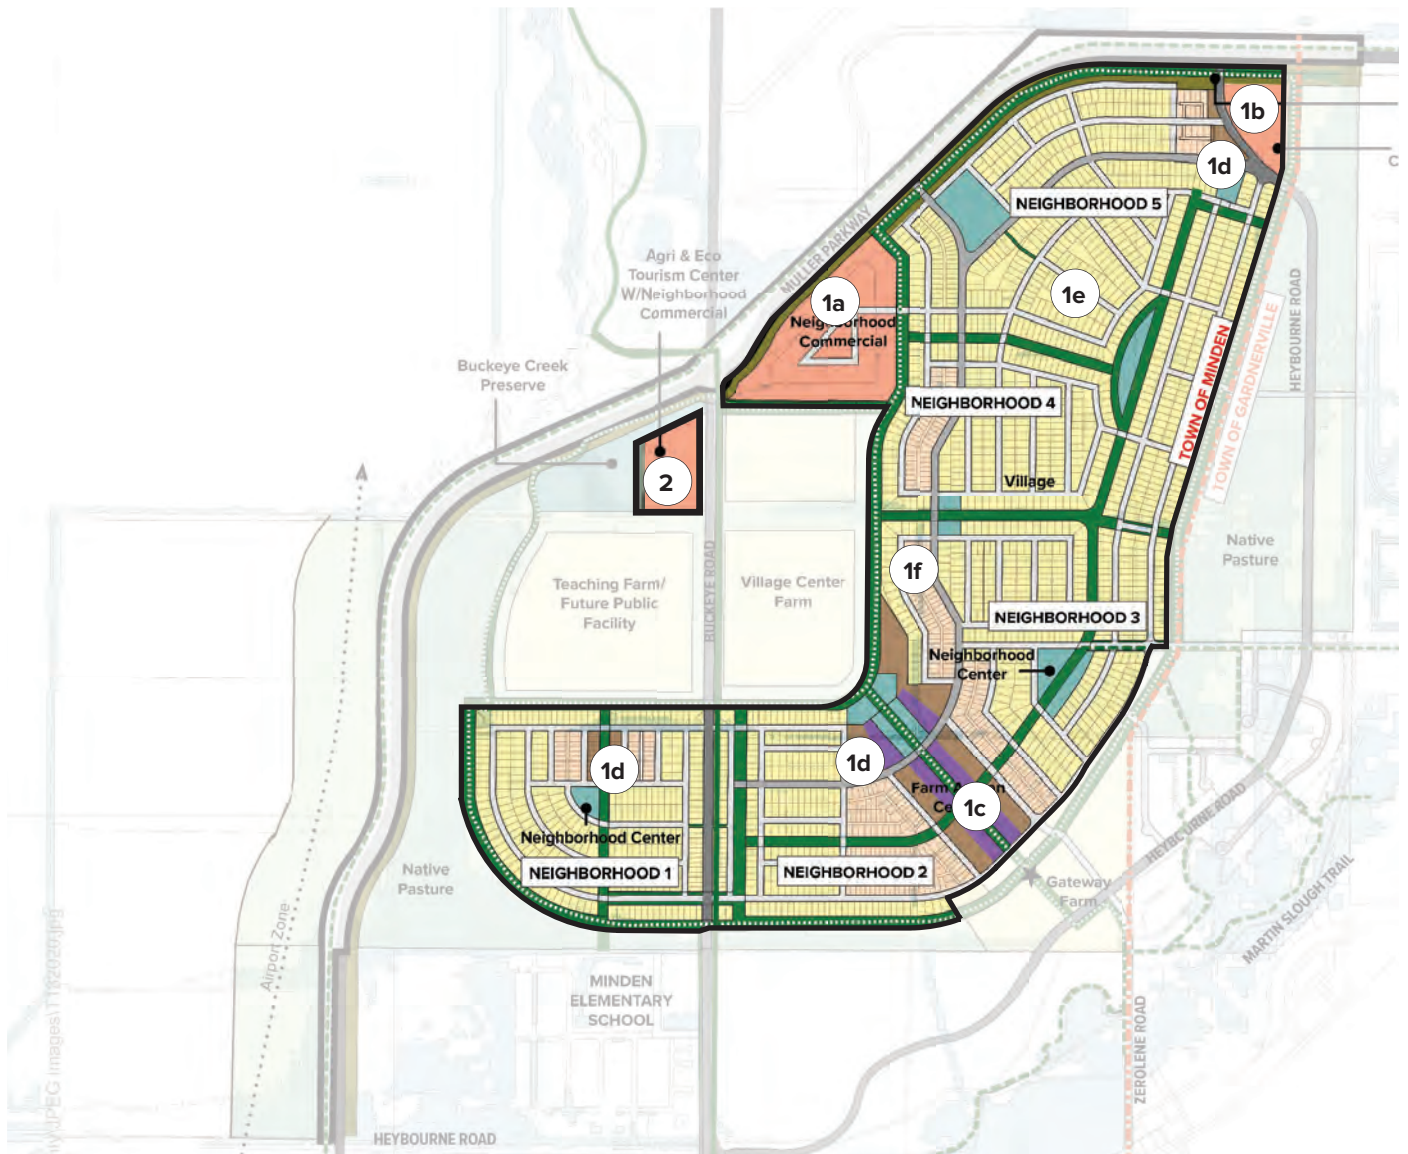 1b
C
1d
NEIGHBORHOOD 5
MULLER PARKWAY
Agri & Eco
Tourism Center
W/Neighborhood
Commercial
HEYBOURNE ROAD
1a
Neighborhood
Commercial
1e
TOWN OF MINDEN
TOWN OF GARDNERVILLE
Buckeye Creek
Preserve
NEIGHBORHOOD 4
2
Village
Native
Pasture
Teaching Farm/
Future Public
Facility
BUCKEYE ROAD
Village Center
Farm
1f
NEIGHBORHOOD 3
Neighborhood
Center
1d
1d
Farm
Ce
1c
Neighborhood Center
NEIGHBORHOOD 1
NEIGHBORHOOD 2
Native
Pasture
Gateway
Farm
HEYBOURNE ROAD
MARTIN SLOUGH TRAIL
Airport Zone
MINDEN
ELEMENTARY
SCHOOL
ZEROLENE ROAD
HEYBOURNE ROAD